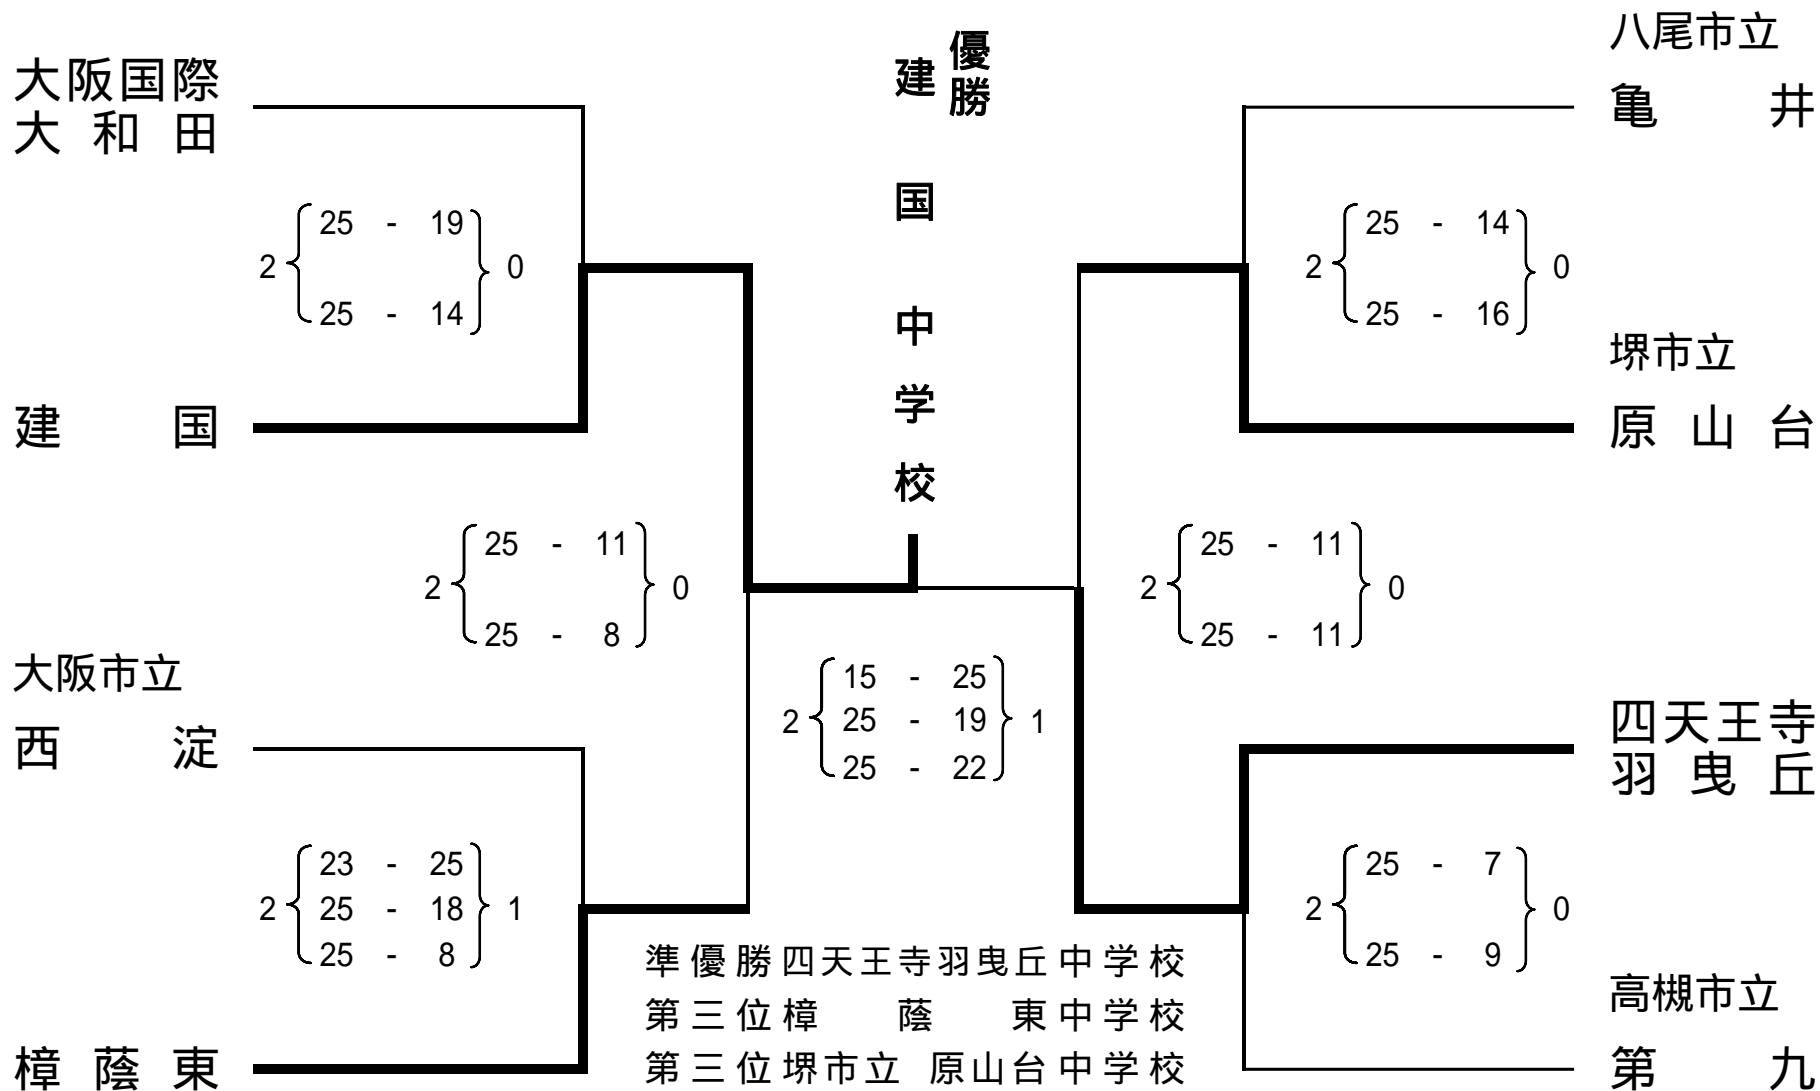 優勝
建国中学校
大阪国際
大和田
2 25 - 19 0
25 - 14
建国
2 25 - 11 0
25 - 8
大阪市立
西淀
2 23 - 25 1
25 - 18
25 - 8
樟蔭東
2 15 - 25 1
25 - 19
25 - 22
八尾市立
亀井
2 25 - 14 0
25 - 16
堺市立
原山台
2 25 - 11 0
25 - 11
四天王寺
羽曳丘
2 25 - 7 0
25 - 9
高槻市立
第九
準優勝 四天王寺羽曳丘中学校
第三位 樟蔭東中学校
第三位 堺市立 原山台中学校